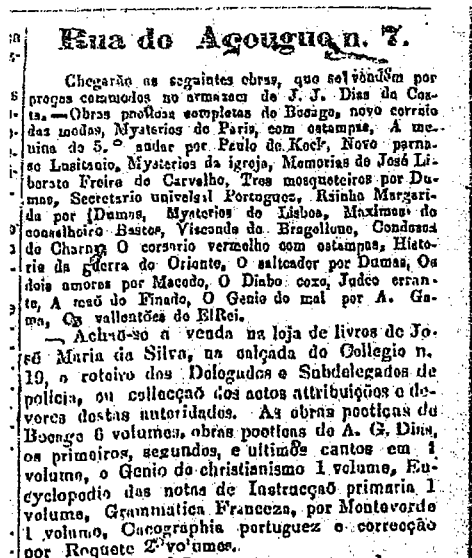 Rua do Açougue n. 7.
Chegarão as seguintes obras, que se vendem por
preços commodos no armazem de J. J. Dias da Cos-
ta. — Obras poeticas completas de Bocage, novo correio
das modas, Mysterios de Paris, com estampas, A me-
nina do 5.º andar por Paulo de Kock, Novo parna-
so Lusitanio, Mysterios da igreja, Memorias de José Li-
borato Freire de Carvalho, Tres mosqueteiros por Du-
mas, Secretario universal Portuguez, Rainha Margari-
da por Dumas, Mysterios de Lisboa, Maximas do
conselheiro Bastos, Visconde de Bragellone, Condessa
de Charny, O corsario vermelho com estampas, Histo-
ria da guerra do Oriente, O salteador por Dumas, Os
dois amores por Macedo, O Diabo coxo, Judeo erran-
te, A resó do Finado, O Genio do mal por A. Ga-
ma, Os vallentões de ElRei.
— Achão-se a venda na loja de livros de Jo-
sé Maria da Silva, na calçada do Collegio n.
19, o roteiro dos Delogados e Subdelegados de
policia, ou collecção dos actos attribuições e de-
veres destas autoridades. As obras poeticas de
Bocage 6 volumes, obras poeticas de A. G. Dias,
os primeiros, segundos, e ultimos cantos em 1
volume, o Genio do christianismo 1 volume, En-
cyclopedio das notas de Instrucção primaria 1
volume, Grammatica Franceza, por Montoverde
1 volume, Cacographia portuguez e correcção
por Roquete 2 volumes.